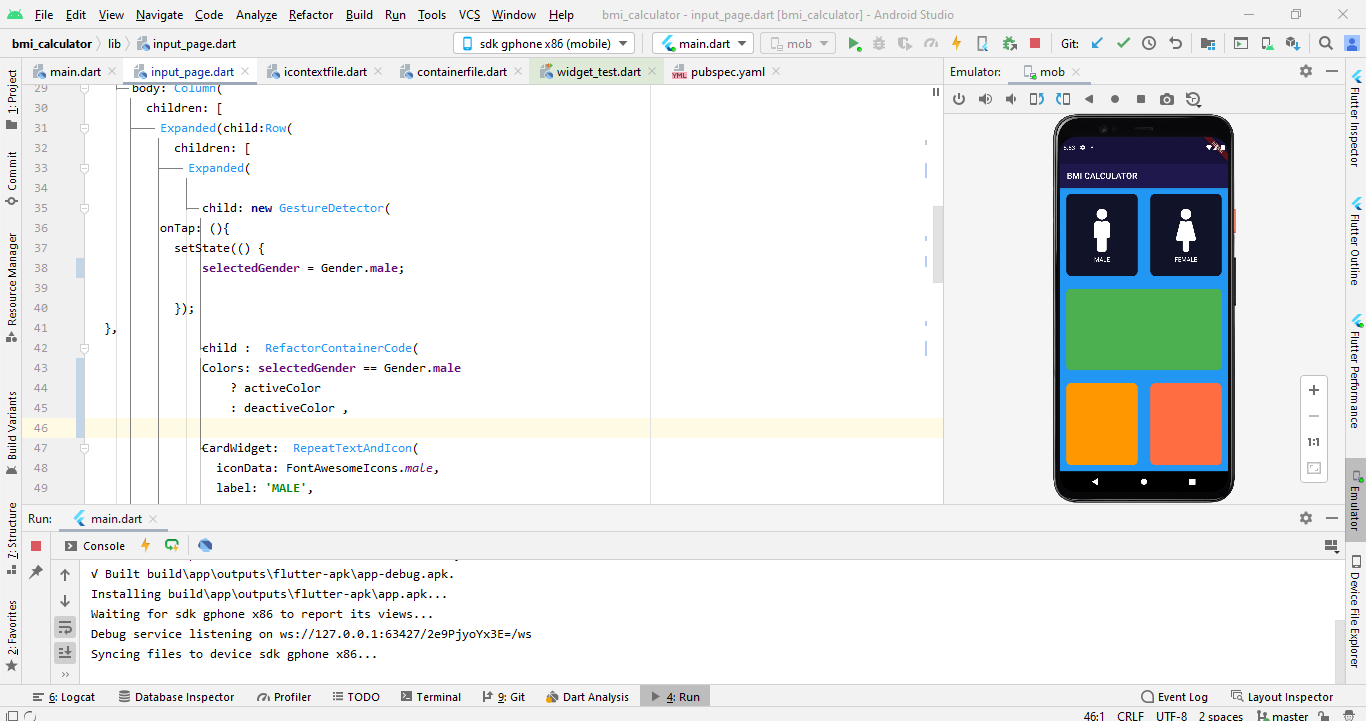 File Edit View Navigate Code Analyze Refactor Build Run Tools VCS Window Help bmi_calculator - input_page.dart [bmi_calculator] - Android Studio
bmi_calculator lib input_page.dart sdk gphone x86 (mobile) main.dart mob Git:
main.dart input_page.dart icontextfile.dart containerfile.dart widget_test.dart pubspec.yaml Emulator: mob
29 body: Column(
30 children: [
31 Expanded(child:Row(
32 children: [
33 Expanded(
34
35 child: new GestureDetector(
36 onTap: (){
37 setState(() {
38 selectedGender = Gender.male;
39
40 });
41 },
42 child : RefactorContainerCode(
43 Colors: selectedGender == Gender.male
44 ? activeColor
45 : deactiveColor ,
46
47 CardWidget: RepeatTextAndIcon(
48 iconData: FontAwesomeIcons.male,
49 label: 'MALE',
BMI CALCULATOR
MALE FEMALE
1:1
1: Project
Commit
Resource Manager
Build Variants
7: Structure
2: Favorites
Flutter Inspector
Flutter Outline
Flutter Performance
Emulator
Device File Explorer
Run: main.dart
Console
√ Built build\app\outputs\flutter-apk\app-debug.apk.
Installing build\app\outputs\flutter-apk\app.apk...
Waiting for sdk gphone x86 to report its views...
Debug service listening on ws://127.0.0.1:63427/2e9PjyoYx3E=/ws
Syncing files to device sdk gphone x86...
6: Logcat Database Inspector Profiler TODO Terminal 9: Git Dart Analysis 4: Run Event Log Layout Inspector
46:1 CRLF UTF-8 2 spaces master